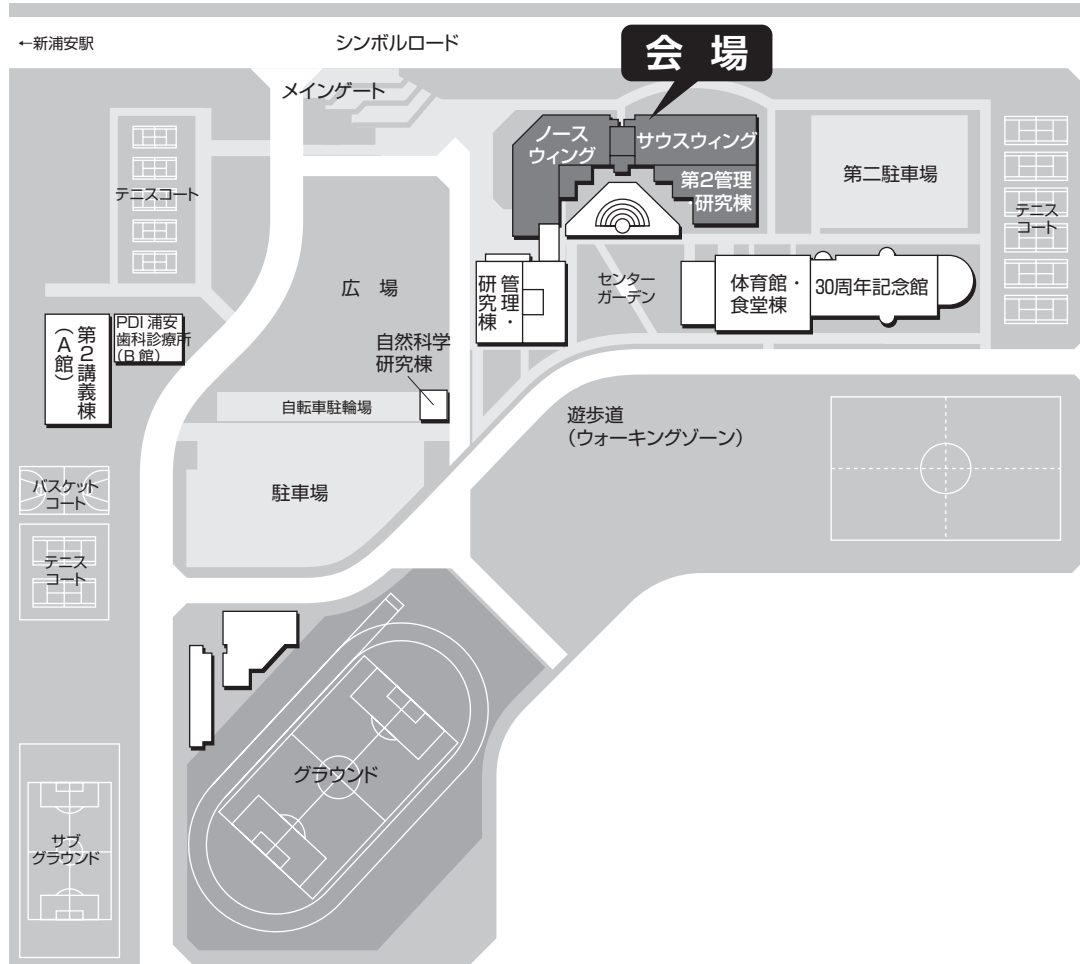 ←新浦安駅
シンボルロード
会場
メインゲート
ノース
ウィング
サウスウィング
第2管理
・研究棟
第二駐車場
テニスコート
テニス
コート
広場
管理・
研究棟
センター
ガーデン
体育館・
食堂棟
30周年記念館
第2講義棟
（A館）
PDI 浦安
歯科診療所
（B 館）
自然科学
研究棟
自転車駐輪場
遊歩道
（ウォーキングゾーン）
駐車場
バスケット
コート
テニス
コート
グラウンド
サブ
グラウンド